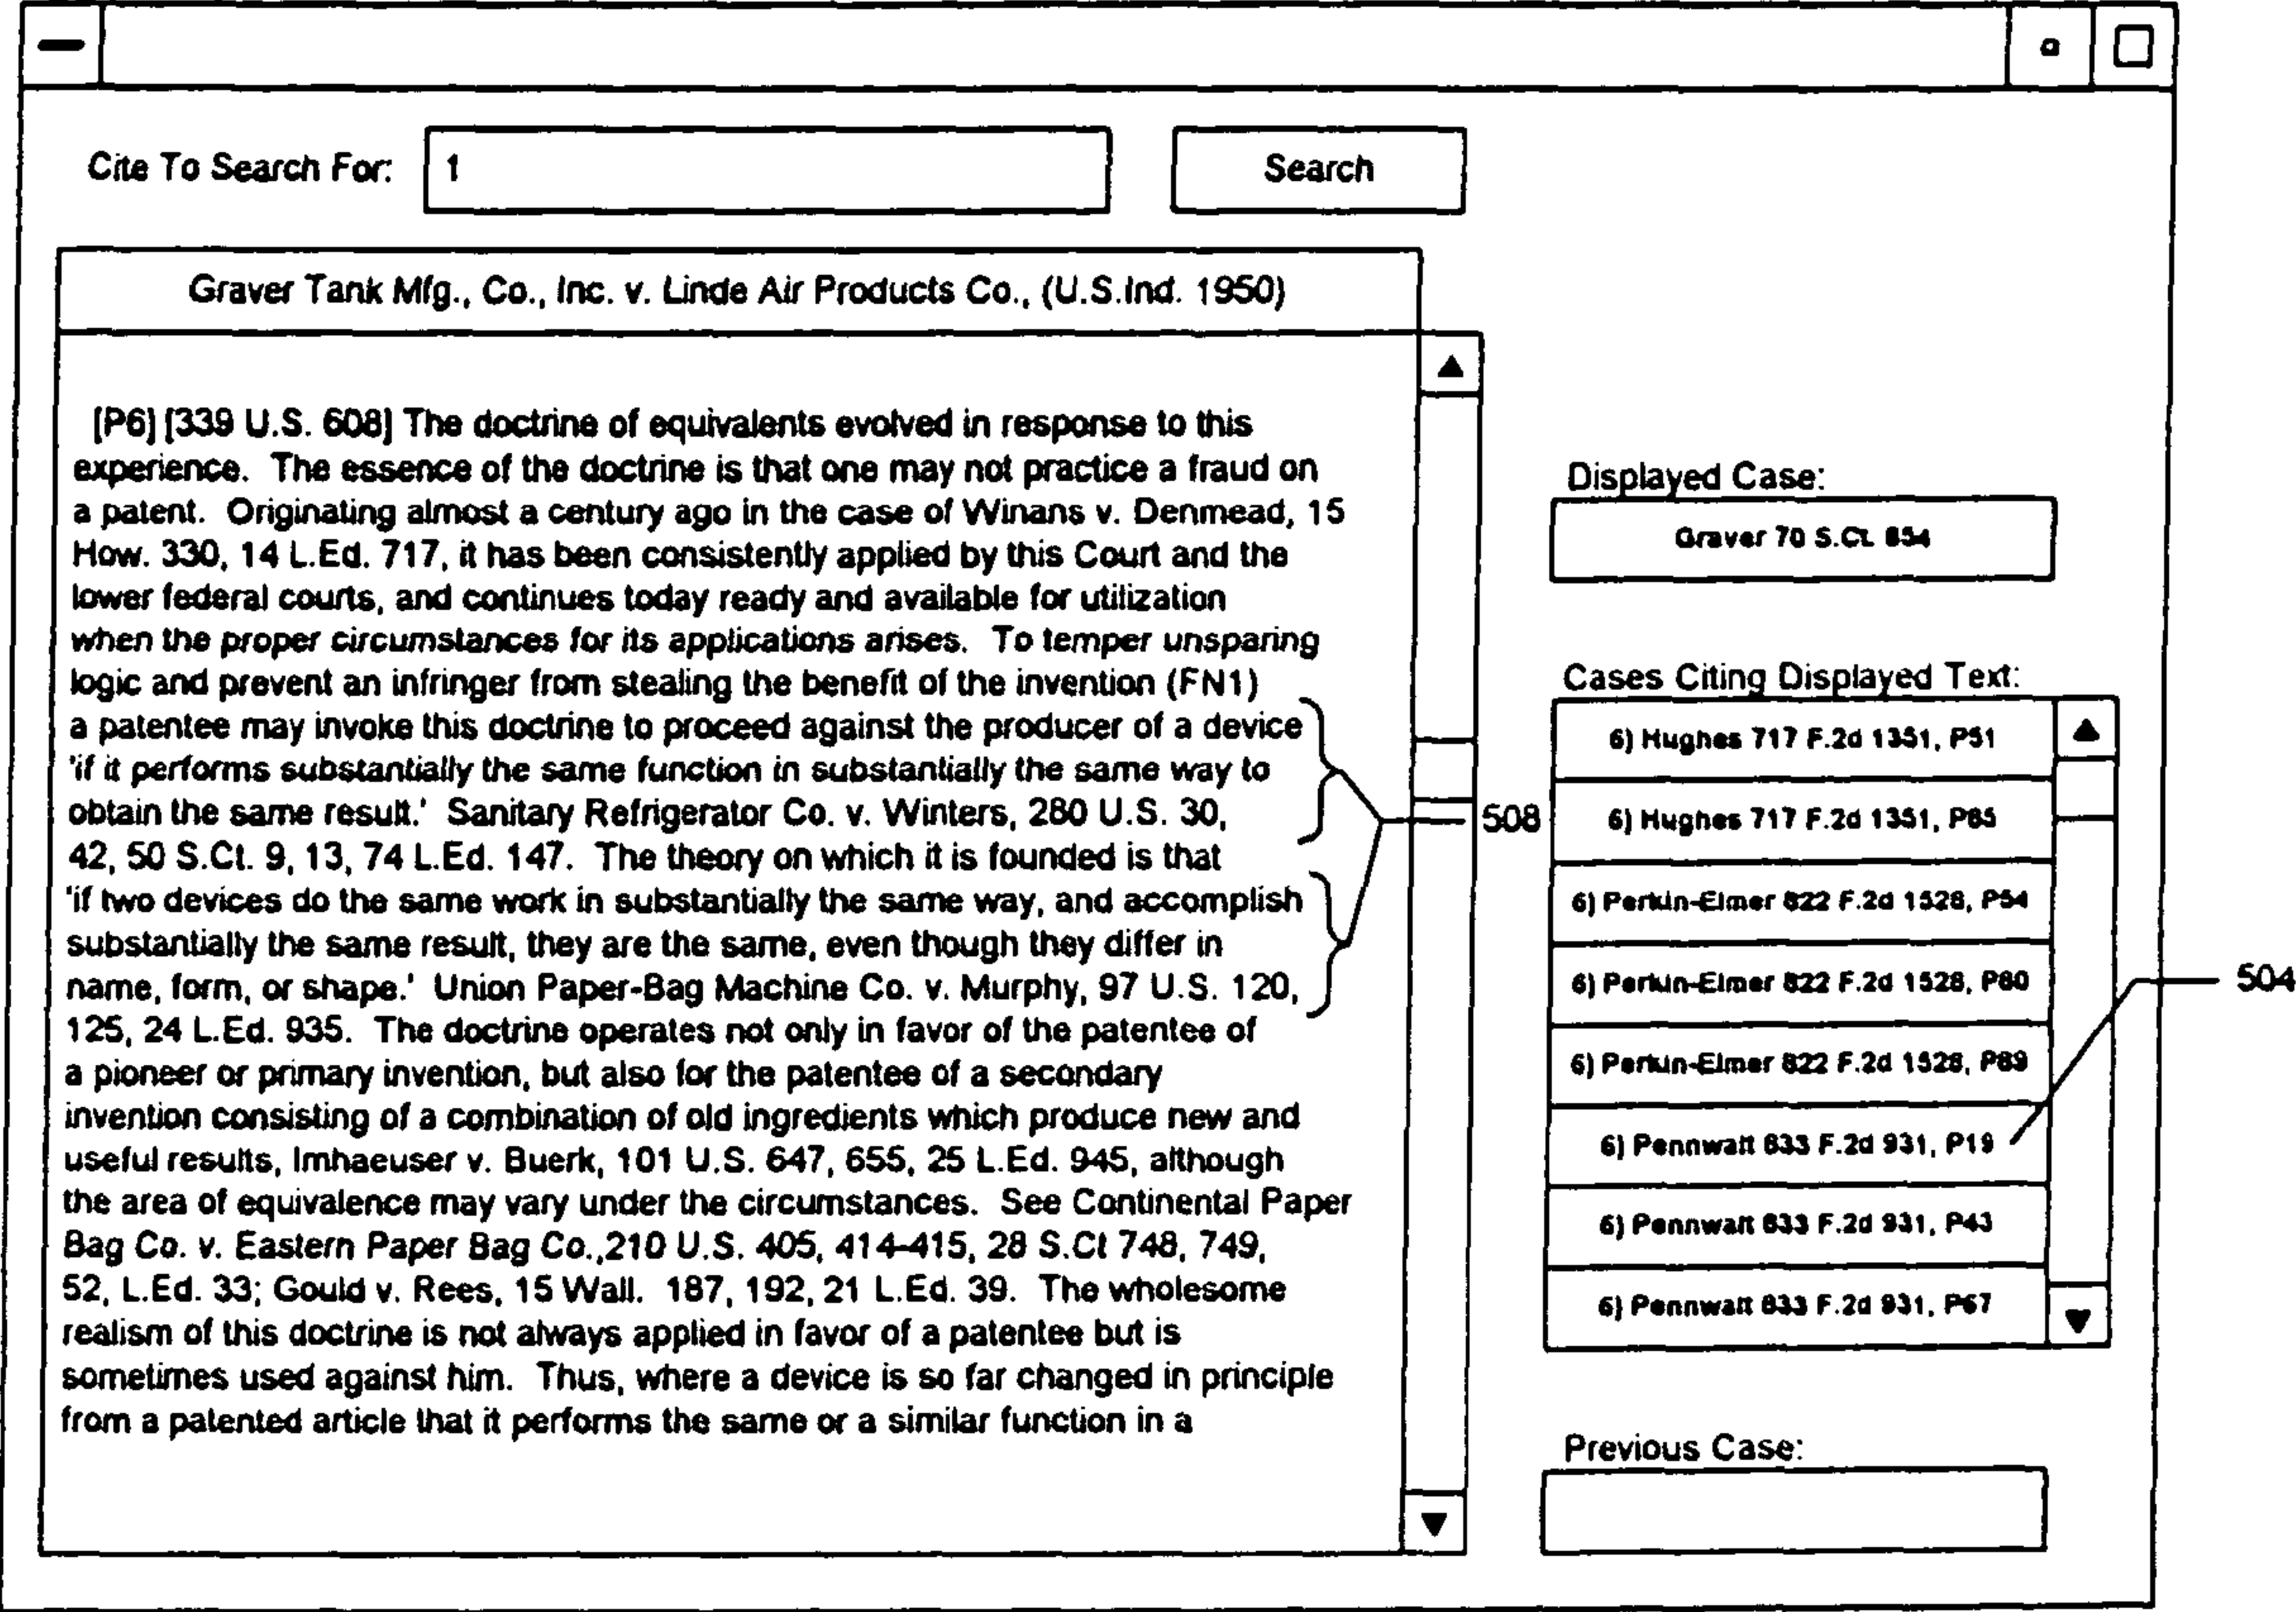 Cite To Search For:
1
Search
Graver Tank Mfg., Co., Inc. v. Linde Air Products Co., (U.S.Ind. 1950)
[P6] [339 U.S. 608] The doctrine of equivalents evolved in response to this
experience. The essence of the doctrine is that one may not practice a fraud on
a patent. Originating almost a century ago in the case of Winans v. Denmead, 15
How. 330, 14 L.Ed. 717, it has been consistently applied by this Court and the
lower federal courts, and continues today ready and available for utilization
when the proper circumstances for its applications arises. To temper unsparing
logic and prevent an infringer from stealing the benefit of the invention (FN1)
a patentee may invoke this doctrine to proceed against the producer of a device
'if it performs substantially the same function in substantially the same way to
obtain the same result.' Sanitary Refrigerator Co. v. Winters, 280 U.S. 30,
42, 50 S.Ct. 9, 13, 74 L.Ed. 147. The theory on which it is founded is that
'if two devices do the same work in substantially the same way, and accomplish
substantially the same result, they are the same, even though they differ in
name, form, or shape.' Union Paper-Bag Machine Co. v. Murphy, 97 U.S. 120,
125, 24 L.Ed. 935. The doctrine operates not only in favor of the patentee of
a pioneer or primary invention, but also for the patentee of a secondary
invention consisting of a combination of old ingredients which produce new and
useful results, Imhaeuser v. Buerk, 101 U.S. 647, 655, 25 L.Ed. 945, although
the area of equivalence may vary under the circumstances. See Continental Paper
Bag Co. v. Eastern Paper Bag Co.,210 U.S. 405, 414-415, 28 S.Ct 748, 749,
52, L.Ed. 33; Gould v. Rees, 15 Wall. 187, 192, 21 L.Ed. 39. The wholesome
realism of this doctrine is not always applied in favor of a patentee but is
sometimes used against him. Thus, where a device is so far changed in principle
from a patented article that it performs the same or a similar function in a
508
Displayed Case:
Graver 70 S.Ct. 854
Cases Citing Displayed Text:
6) Hughes 717 F.2d 1351, P51
6) Hughes 717 F.2d 1351, P85
6) Perkin-Elmer 822 F.2d 1528, P54
6) Perkin-Elmer 822 F.2d 1528, P80
6) Perkin-Elmer 822 F.2d 1528, P89
6) Pennwalt 833 F.2d 931, P19
6) Pennwalt 833 F.2d 931, P43
6) Pennwalt 833 F.2d 931, P67
504
Previous Case: